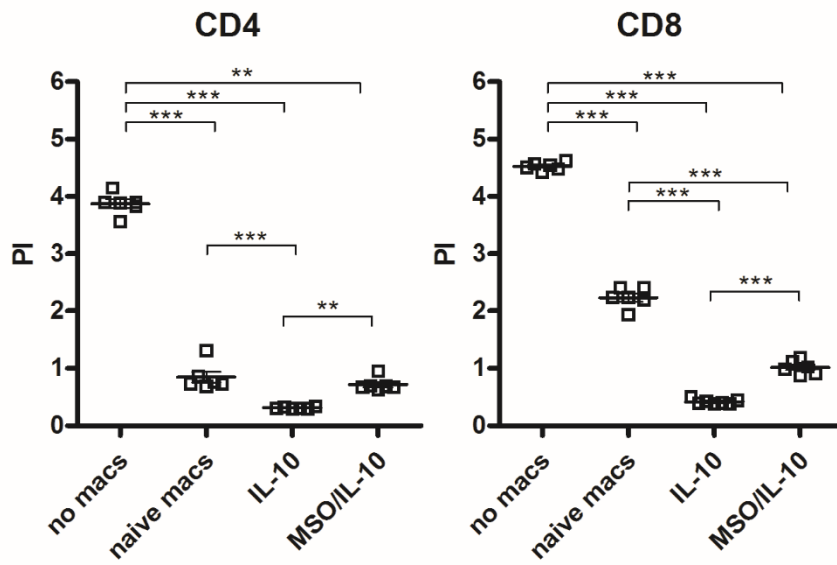 CD4
CD8
PI
6
5
4
3
2
1
0
**
***
***
***
**
no macs
naive macs
IL-10
MSO/IL-10
PI
6
5
4
3
2
1
0
***
***
***
***
***
***
no macs
naive macs
IL-10
MSO/IL-10